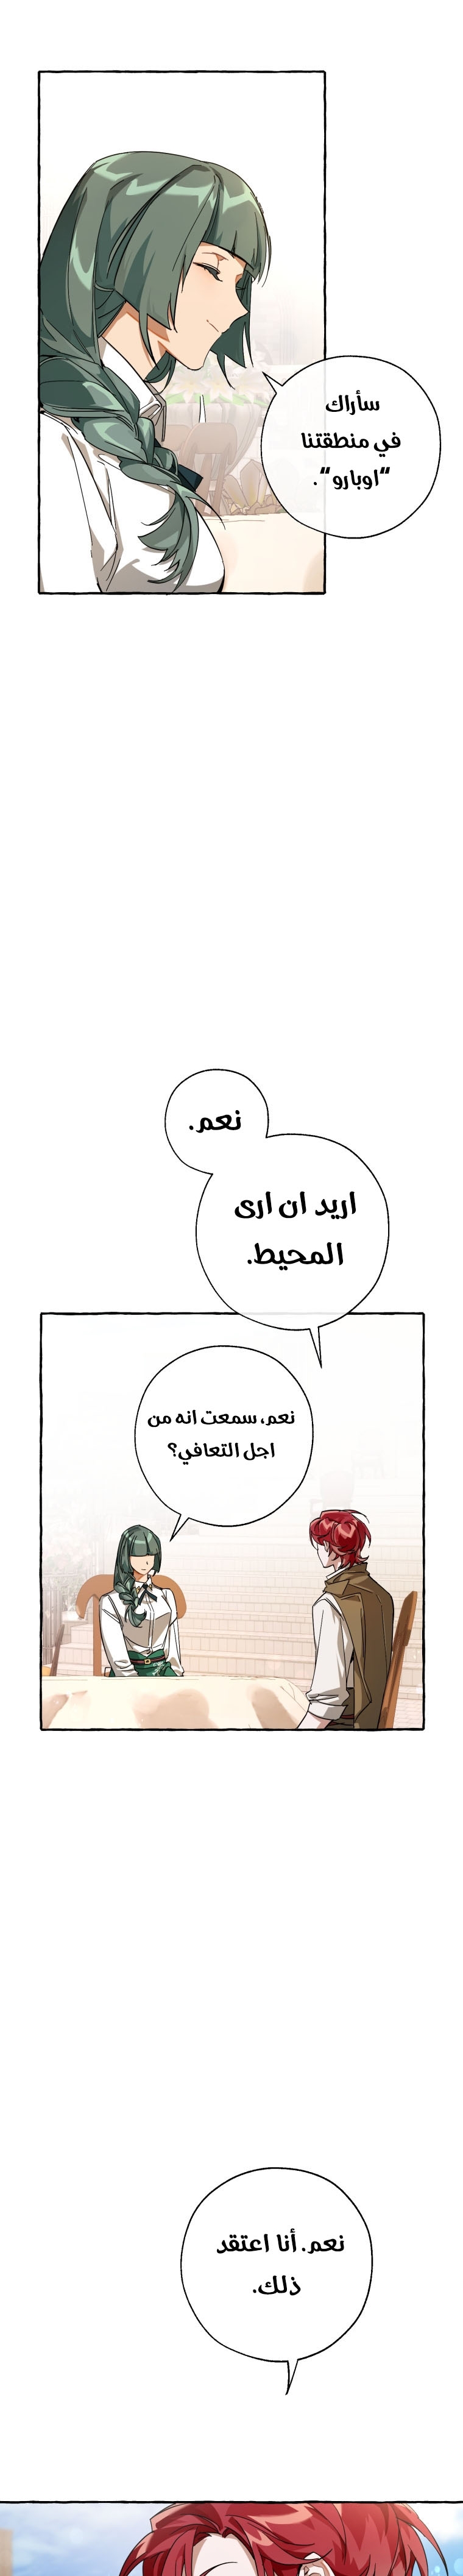 سأراك
في منطقتنا
“اوبارو“.
نعم.
اريد ان ارى
المحيط.
نعم، سمعت انه من
اجل التعافي؟
نعم. أنا اعتقد
ذلك.